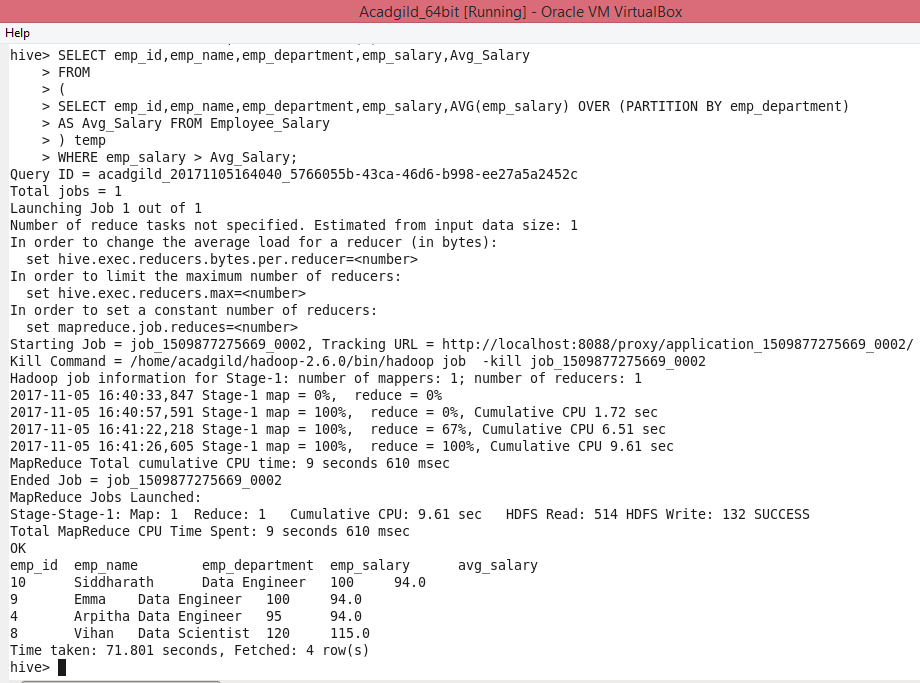 Acadgild_64bit [Running] - Oracle VM VirtualBox
Help
hive> SELECT emp_id,emp_name,emp_department,emp_salary,Avg_Salary
    > FROM
    > (
    > SELECT emp_id,emp_name,emp_department,emp_salary,AVG(emp_salary) OVER (PARTITION BY emp_department)
    > AS Avg_Salary FROM Employee_Salary
    > ) temp
    > WHERE emp_salary > Avg_Salary;
Query ID = acadgild_20171105164040_5766055b-43ca-46d6-b998-ee27a5a2452c
Total jobs = 1
Launching Job 1 out of 1
Number of reduce tasks not specified. Estimated from input data size: 1
In order to change the average load for a reducer (in bytes):
  set hive.exec.reducers.bytes.per.reducer=<number>
In order to limit the maximum number of reducers:
  set hive.exec.reducers.max=<number>
In order to set a constant number of reducers:
  set mapreduce.job.reduces=<number>
Starting Job = job_1509877275669_0002, Tracking URL = http://localhost:8088/proxy/application_1509877275669_0002/
Kill Command = /home/acadgild/hadoop-2.6.0/bin/hadoop job  -kill job_1509877275669_0002
Hadoop job information for Stage-1: number of mappers: 1; number of reducers: 1
2017-11-05 16:40:33,847 Stage-1 map = 0%,  reduce = 0%
2017-11-05 16:40:57,591 Stage-1 map = 100%,  reduce = 0%, Cumulative CPU 1.72 sec
2017-11-05 16:41:22,218 Stage-1 map = 100%,  reduce = 67%, Cumulative CPU 6.51 sec
2017-11-05 16:41:26,605 Stage-1 map = 100%,  reduce = 100%, Cumulative CPU 9.61 sec
MapReduce Total cumulative CPU time: 9 seconds 610 msec
Ended Job = job_1509877275669_0002
MapReduce Jobs Launched:
Stage-Stage-1: Map: 1  Reduce: 1   Cumulative CPU: 9.61 sec   HDFS Read: 514 HDFS Write: 132 SUCCESS
Total MapReduce CPU Time Spent: 9 seconds 610 msec
OK
emp_id  emp_name        emp_department  emp_salary      avg_salary
10      Siddharath      Data Engineer   100     94.0
9       Emma    Data Engineer   100     94.0
4       Arpitha Data Engineer   95      94.0
8       Vihan   Data Scientist  120     115.0
Time taken: 71.801 seconds, Fetched: 4 row(s)
hive>